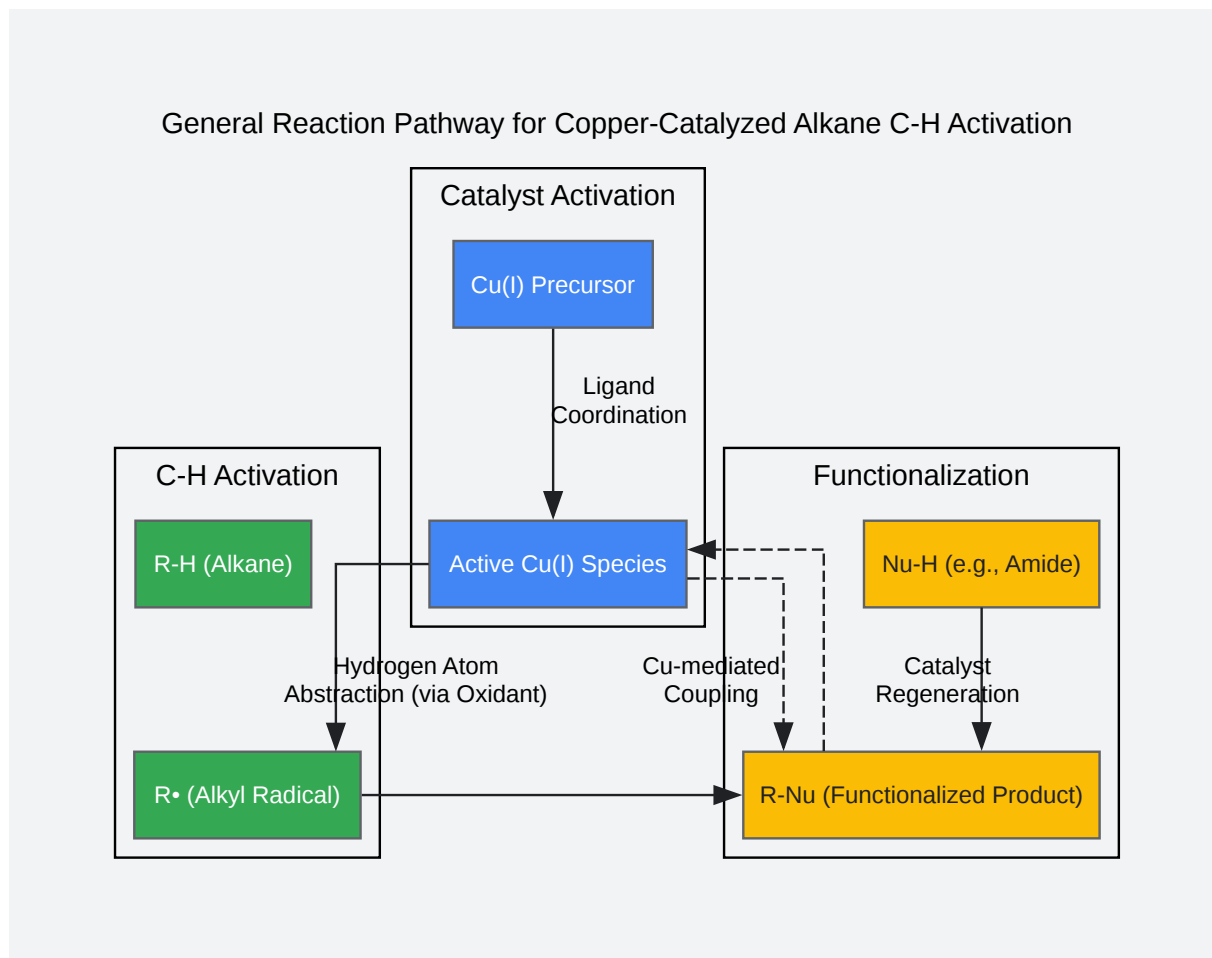 General Reaction Pathway for Copper-Catalyzed Alkane C-H Activation
Catalyst Activation
Cu(I) Precursor
Ligand
Coordination
C-H Activation
Functionalization
R-H (Alkane)
Active Cu(I) Species
Nu-H (e.g., Amide)
Hydrogen Atom
Abstraction (via Oxidant)
Cu-mediated
Coupling
Catalyst
Regeneration
R• (Alkyl Radical)
R-Nu (Functionalized Product)